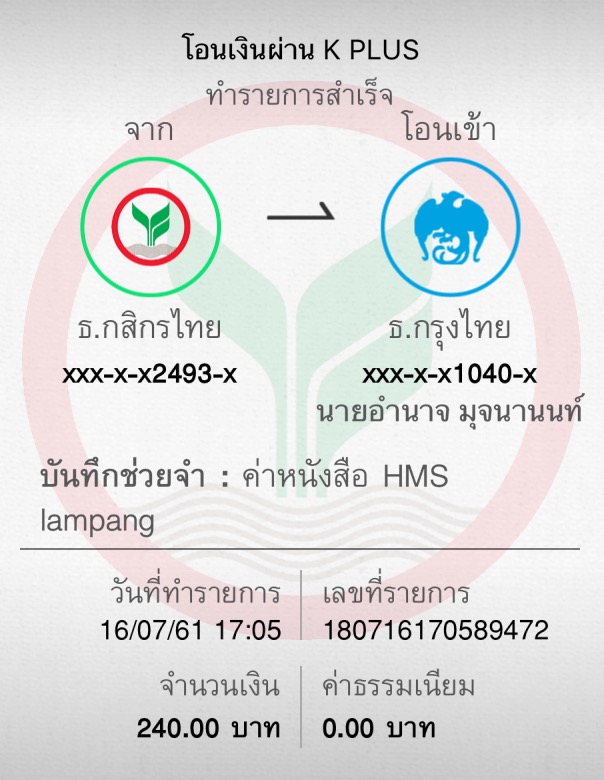 โอนเงินผ่าน K PLUS
ทำรายการสำเร็จ
จาก
โอนเข้า
ธ.กสิกรไทย
ธ.กรุงไทย
xxx-x-x2493-x
xxx-x-x1040-x
นายอำนาจ มุจนานนท์
บันทึกช่วยจำ : ค่าหนังสือ HMS
lampang
วันที่ทำรายการ
เลขที่รายการ
16/07/61 17:05
180716170589472
จำนวนเงิน
ค่าธรรมเนียม
240.00 บาท
0.00 บาท